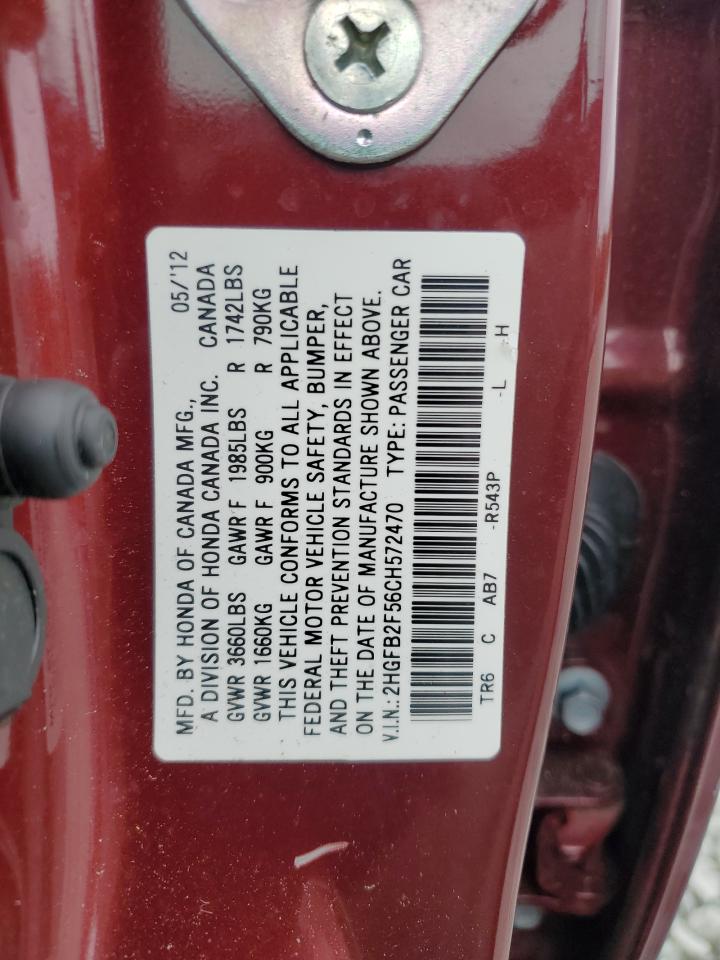 MFD. BY HONDA OF CANADA MFG., 05/'12
A DIVISION OF HONDA CANADA INC. CANADA
GVWR 3660LBS GAWR F 1985LBS R 1742LBS
GVWR 1660KG GAWR F 900KG R 790KG
THIS VEHICLE CONFORMS TO ALL APPLICABLE
FEDERAL MOTOR VEHICLE SAFETY, BUMPER,
AND THEFT PREVENTION STANDARDS IN EFFECT
ON THE DATE OF MANUFACTURE SHOWN ABOVE.
V.I.N.: 2HGFB2F56CH572470 TYPE: PASSENGER CAR
TR6 C AB7 -R543P -L H